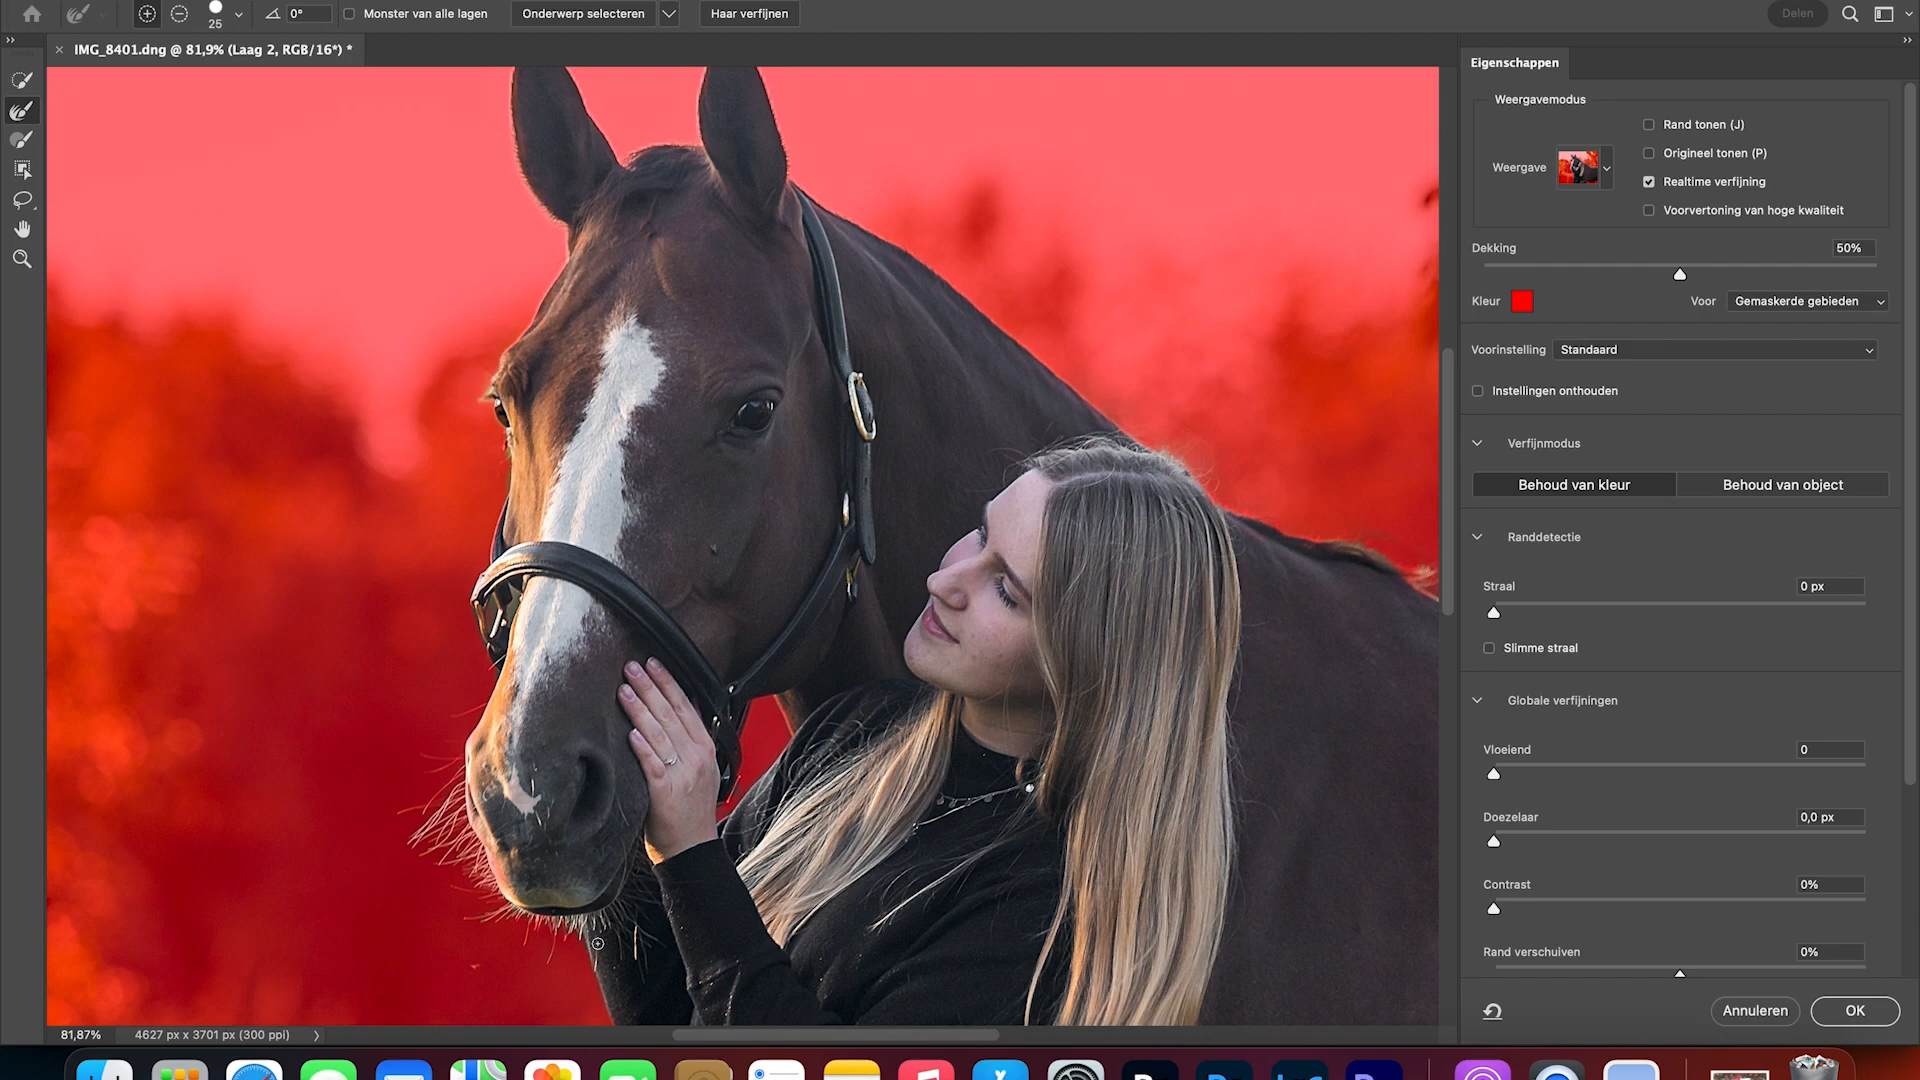 25
0°
Monster van alle lagen
Onderwerp selecteren
Haar verfijnen
Delen
IMG_8401.dng @ 81,9% (Laag 2, RGB/16*) *
Eigenschappen
Weergavemodus
Rand tonen (J)
Origineel tonen (P)
Weergave
Realtime verfijning
Voorvertoning van hoge kwaliteit
Dekking 50%
Kleur Voor Gemaskerde gebieden
Voorinstelling Standaard
Instellingen onthouden
Verfijnmodus
Behoud van kleur Behoud van object
Randdetectie
Straal 0 px
Slimme straal
Globale verfijningen
Vloeiend 0
Doezelaar 0,0 px
Contrast 0%
Rand verschuiven 0%
Annuleren OK
81,87% 4627 px x 3701 px (300 ppi)